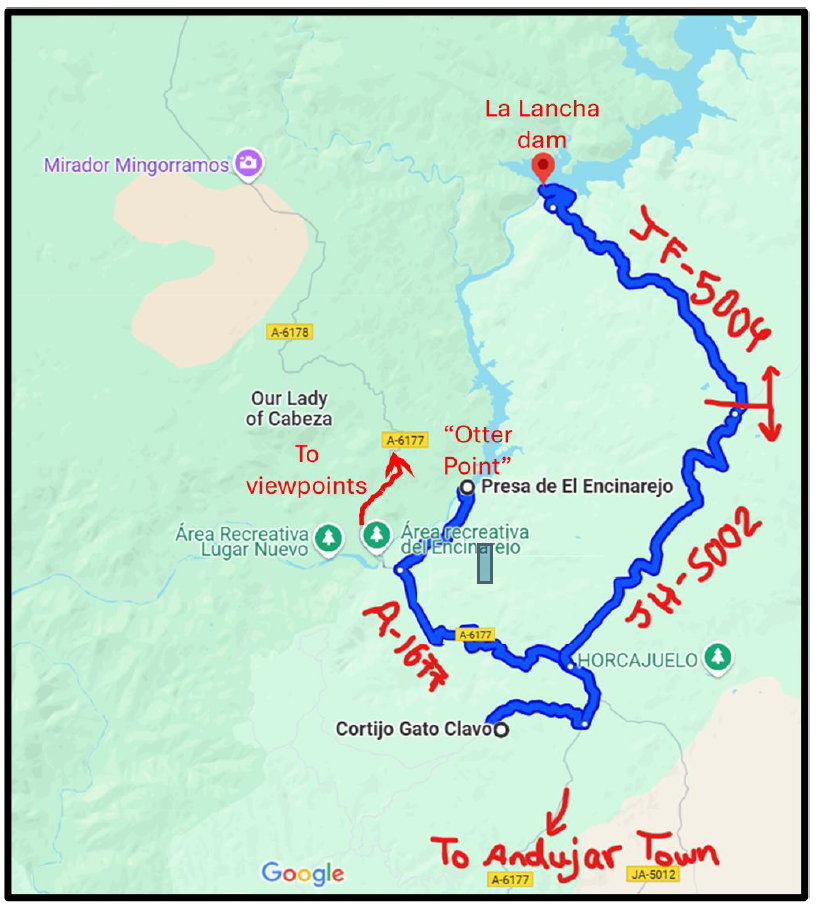 La Lancha
dam
Mirador Mingorramos
JF-5004
A-6178
Our Lady
of Cabeza
A-6177
"Otter
Point"
To
viewpoints
Presa de El Encinarejo
Área Recreativa
Lugar Nuevo
Área recreativa
del Encinarejo
JH-5002
A-1677
A-6177
HORCAJUELO
Cortijo Gato Clavo
To Andujar Town
Google
A-6177
JA-5012